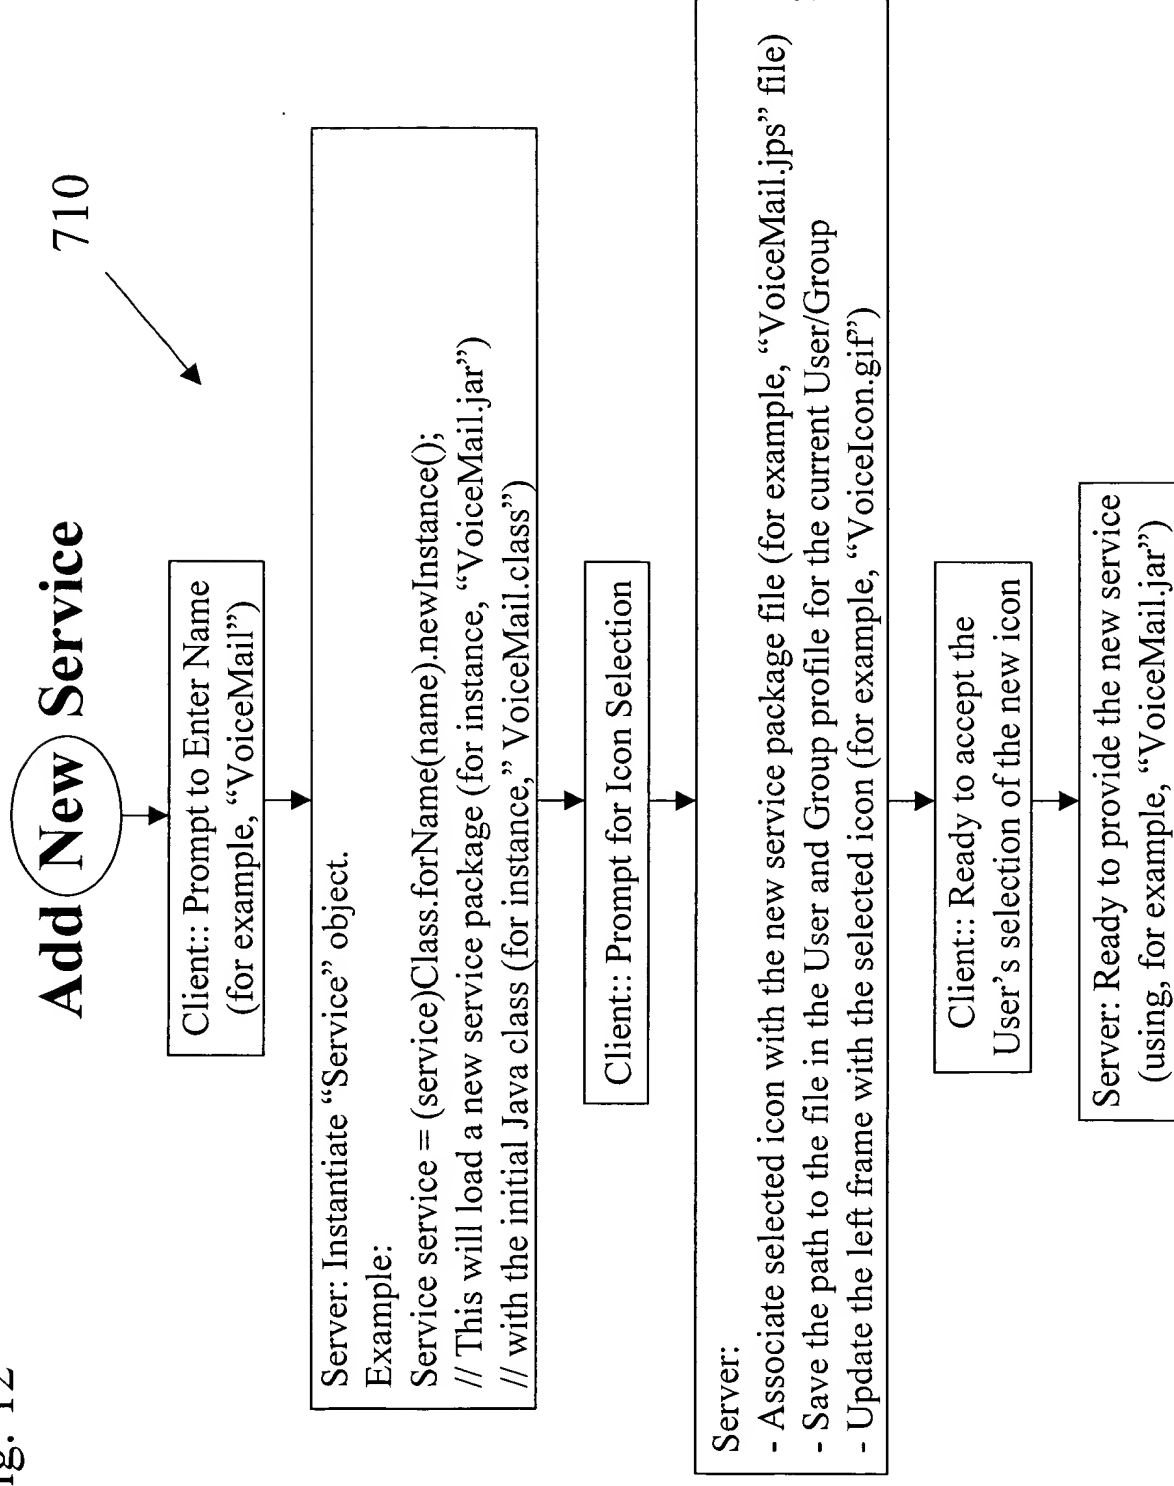 ig. 12
Add New Service
710
Client:: Prompt to Enter Name
(for example, “VoiceMail”)
Server: Instantiate “Service” object.
Example:
Service service = (service)Class.forName(name).newInstance();
// This will load a new service package (for instance, “VoiceMail.jar”)
// with the initial Java class (for instance,” VoiceMail.class”)
Client:: Prompt for Icon Selection
Server:
- Associate selected icon with the new service package file (for example, “VoiceMail.jps” file)
- Save the path to the file in the User and Group profile for the current User/Group
- Update the left frame with the selected icon (for example, “VoiceIcon.gif”)
Client:: Ready to accept the
User’s selection of the new icon
Server: Ready to provide the new service
(using, for example, “VoiceMail.jar”)